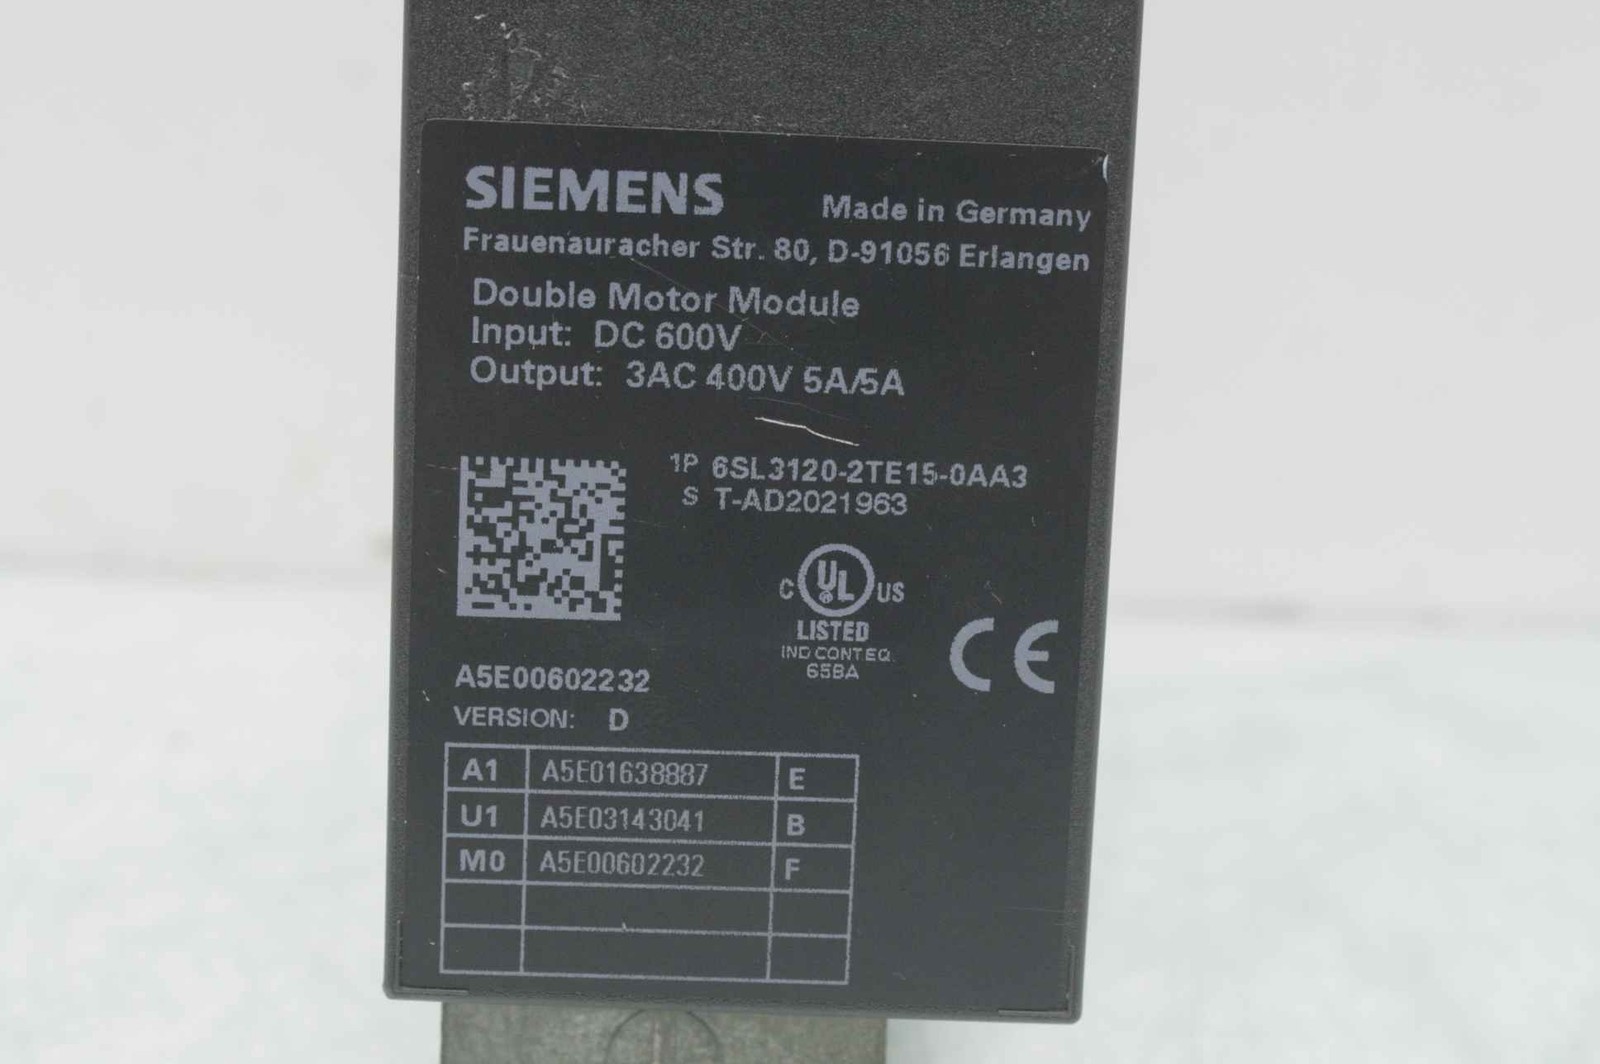 SIEMENS Made in Germany
Frauenauracher Str. 80, D-91056 Erlangen
Double Motor Module
Input: DC 600V
Output: 3AC 400V 5A/5A
1P 6SL3120-2TE15-0AA3
S T-AD2021963
C UL US
LISTED
IND CONT EQ.
65BA
CE
A5E00602232
VERSION: D
A1 A5E01638887 E
U1 A5E03143041 B
M0 A5E00602232 F